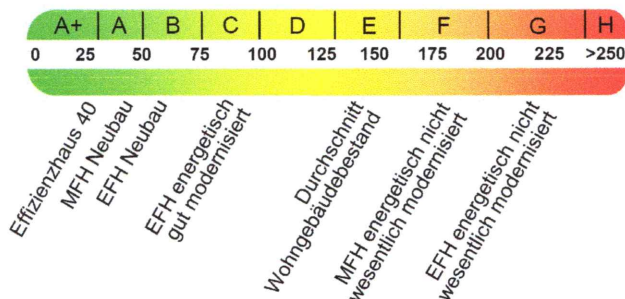 A+ A B C D E F G H
0 25 50 75 100 125 150 175 200 225 >250
Effizienzhaus 40
MFH Neubau
EFH Neubau
EFH energetisch
gut modernisiert
Durchschnitt
Wohngebäudebestand
MFH energetisch nicht
wesentlich modernisiert
EFH energetisch nicht
wesentlich modernisiert